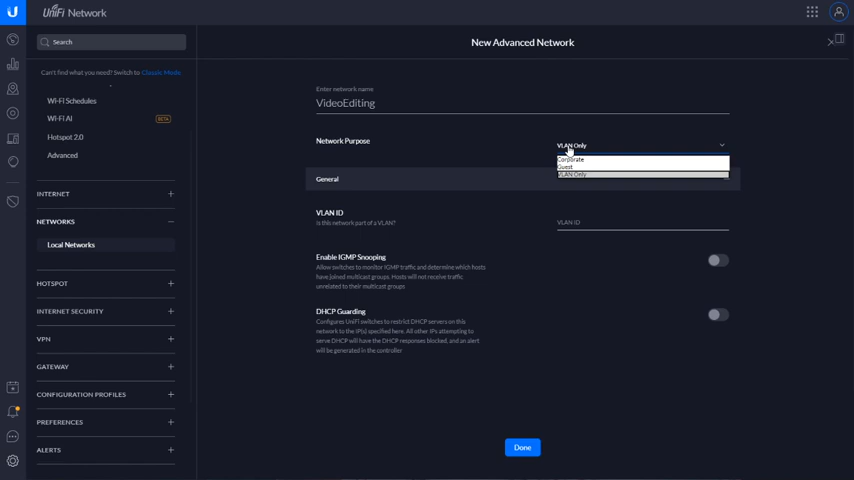 UniFi Network
Search
New Advanced Network
Can't find what you need? Switch to Classic Mode
Enter network name
VideoEditing
Wi-Fi Schedules
Wi-Fi AI
BETA
Hotspot 2.0
Advanced
Network Purpose
VLAN Only
Corporate
Guest
VLAN Only
General
INTERNET
NETWORKS
Local Networks
VLAN ID
Is this network part of a VLAN?
VLAN ID
Enable IGMP Snooping
Allow switches to monitor IGMP traffic and determine which hosts
have joined multicast groups. Hosts will not receive traffic
unrelated to their multicast groups
HOTSPOT
INTERNET SECURITY
DHCP Guarding
Configures UniFi switches to restrict DHCP servers on this
network to the IP(s) specified here. All other IPs attempting to
serve DHCP will have the DHCP responses blocked, and an alert
will be generated in the controller
VPN
GATEWAY
CONFIGURATION PROFILES
PREFERENCES
ALERTS
Done